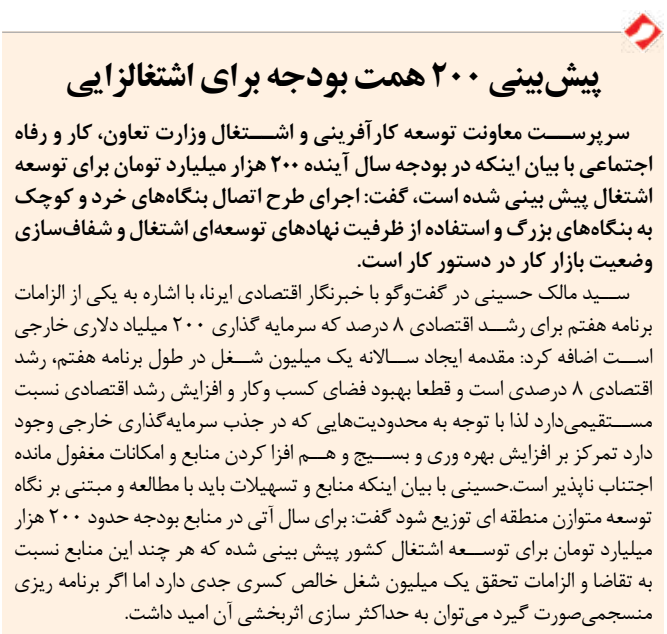 پیش‌بینی ۲۰۰ همت بودجه برای اشتغالزایی
سرپرست معاونت توسعه کارآفرینی و اشتغال وزارت تعاون، کار و رفاه
اجتماعی با بیان اینکه در بودجه سال آینده ۲۰۰ هزار میلیارد تومان برای توسعه
اشتغال پیش بینی شده است، گفت: اجرای طرح اتصال بنگاه‌های خرد و کوچک
به بنگاه‌های بزرگ و استفاده از ظرفیت نهادهای توسعه‌ای اشتغال و شفاف‌سازی
وضعیت بازار کار در دستور کار است.
سید مالک حسینی در گفت‌وگو با خبرنگار اقتصادی ایرنا، با اشاره به یکی از الزامات
برنامه هفتم برای رشد اقتصادی ۸ درصد که سرمایه گذاری ۲۰۰ میلیاد دلاری خارجی
است اضافه کرد: مقدمه ایجاد سالانه یک میلیون شغل در طول برنامه هفتم، رشد
اقتصادی ۸ درصدی است و قطعا بهبود فضای کسب وکار و افزایش رشد اقتصادی نسبت
مستقیمی‌دارد لذا با توجه به محدودیت‌هایی که در جذب سرمایه‌گذاری خارجی وجود
دارد تمرکز بر افزایش بهره وری و بسیج و هم افزا کردن منابع و امکانات مغفول مانده
اجتناب ناپذیر است.حسینی با بیان اینکه منابع و تسهیلات باید با مطالعه و مبتنی بر نگاه
توسعه متوازن منطقه ای توزیع شود گفت: برای سال آتی در منابع بودجه حدود ۲۰۰ هزار
میلیارد تومان برای توسعه اشتغال کشور پیش بینی شده که هر چند این منابع نسبت
به تقاضا و الزامات تحقق یک میلیون شغل خالص کسری جدی دارد اما اگر برنامه ریزی
منسجمی‌صورت گیرد می‌توان به حداکثر سازی اثربخشی آن امید داشت.